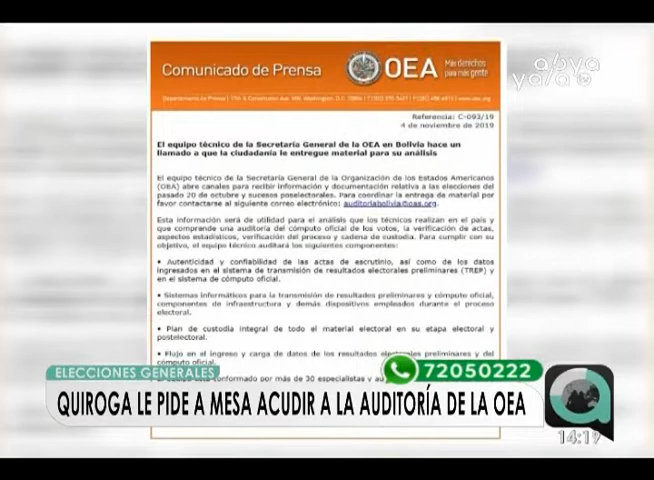 abya
yala tv
Comunicado de Prensa
OEA
Más derechos
para más gente
Referencia: C-093/19
4 de noviembre de 2019
El equipo técnico de la Secretaría General de la OEA en Bolivia hace un
llamado a que la ciudadanía le entregue material para su análisis
El equipo técnico de la Secretaría General de la Organización de los Estados Americanos
(OEA) abre canales para recibir información y documentación relativa a las elecciones del
pasado 20 de octubre y sucesos poselectorales. Para coordinar la entrega de material por
favor contactarse al siguiente correo electrónico: auditoriabolivia@oas.org.
Esta información será de utilidad para el análisis que los técnicos realizan en el país y
que comprende una auditoría del cómputo oficial de los votos, la verificación de actas,
aspectos estadísticos, verificación del proceso y cadena de custodia. Para cumplir con su
objetivo, el equipo técnico auditará los siguientes componentes:
• Autenticidad y confiabilidad de las actas de escrutinio, así como de los datos
ingresados en el sistema de transmisión de resultados electorales preliminares (TREP) y
en el sistema de cómputo oficial.
• Sistemas informáticos para la transmisión de resultados preliminares y cómputo oficial,
componentes de infraestructura y demás dispositivos empleados durante el proceso
electoral.
• Plan de custodia integral de todo el material electoral en su etapa electoral y
postelectoral.
• Flujo en el ingreso y carga de datos de los resultados electorales preliminares y del
cómputo oficial.
conformado por más de 30 especialistas y
ELECCIONES GENERALES
72050222
QUIROGA LE PIDE A MESA ACUDIR A LA AUDITORÍA DE LA OEA
14:19